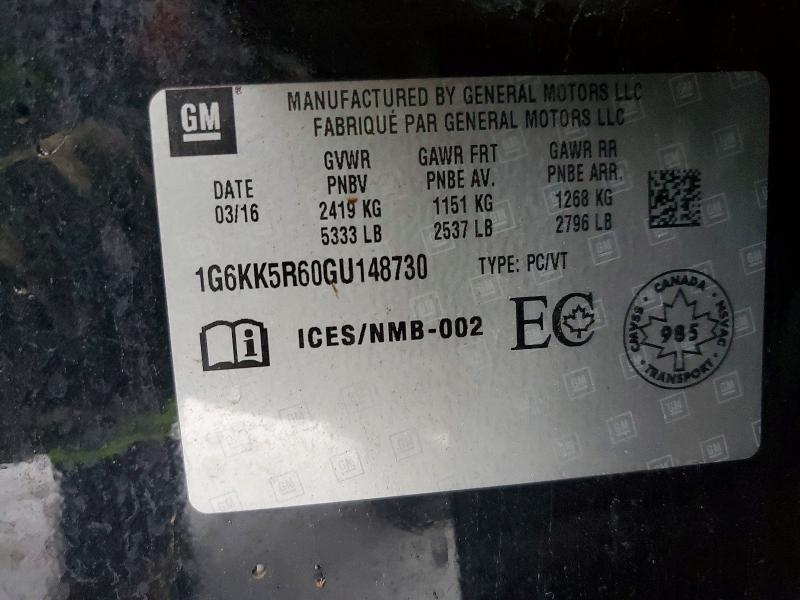 GM
MANUFACTURED BY GENERAL MOTORS LLC
FABRIQUÉ PAR GENERAL MOTORS LLC
GVWR GAWR FRT GAWR RR
DATE PNBV PNBE AV. PNBE ARR.
03/16 2419 KG 1151 KG 1268 KG
5333 LB 2537 LB 2796 LB
1G6KK5R60GU148730 TYPE: PC/VT
i ICES/NMB-002 EC
CANADA
CMVSS 985 NSVAC
TRANSPORT